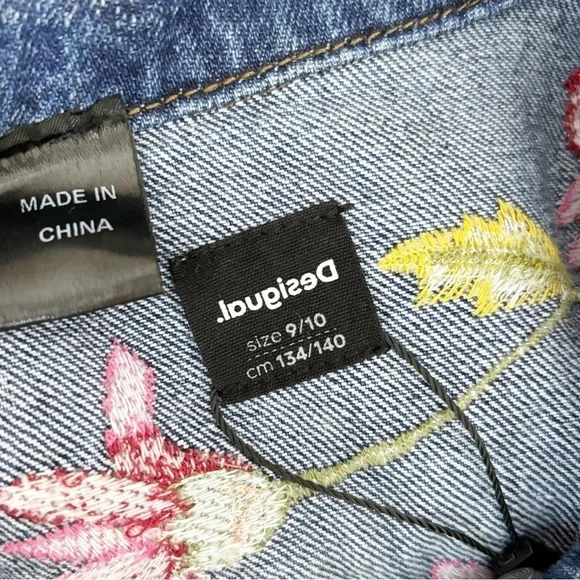 MADE IN
CHINA
Desigual.
size 9/10
cm 134/140